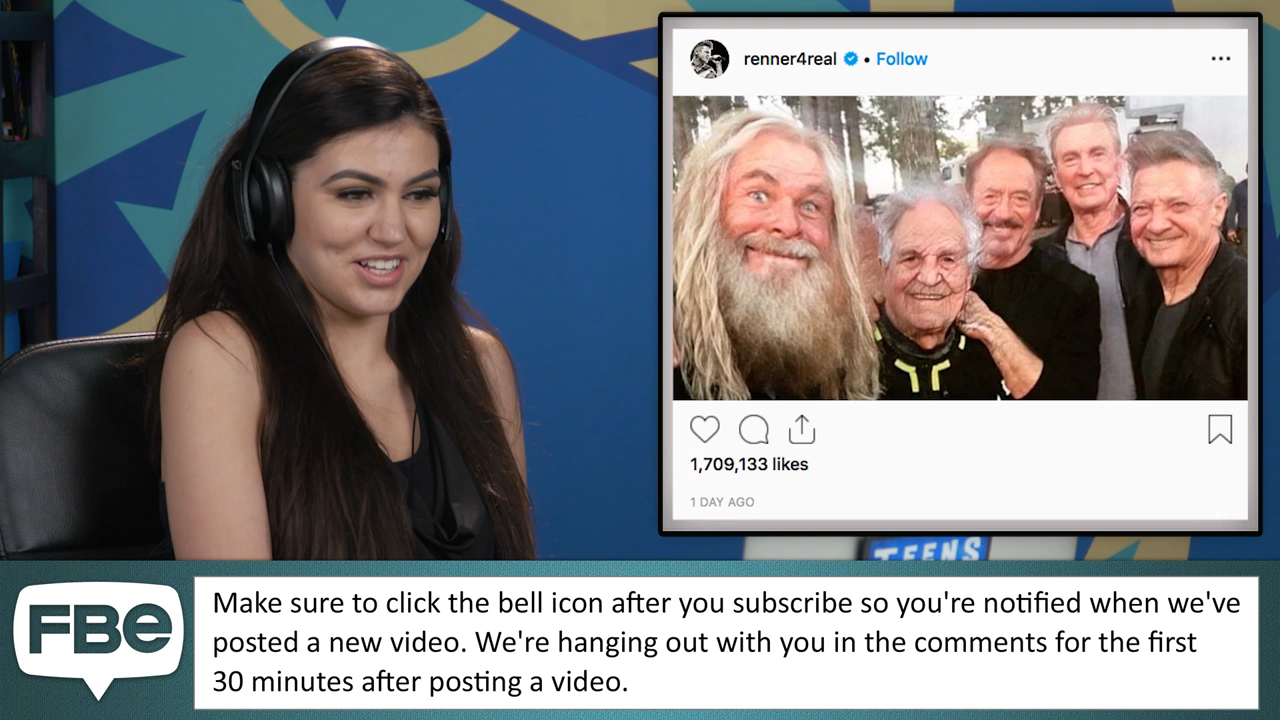 renner4real • Follow
1,709,133 likes
1 DAY AGO
TEENS
FBE
Make sure to click the bell icon after you subscribe so you're notified when we've
posted a new video. We're hanging out with you in the comments for the first
30 minutes after posting a video.